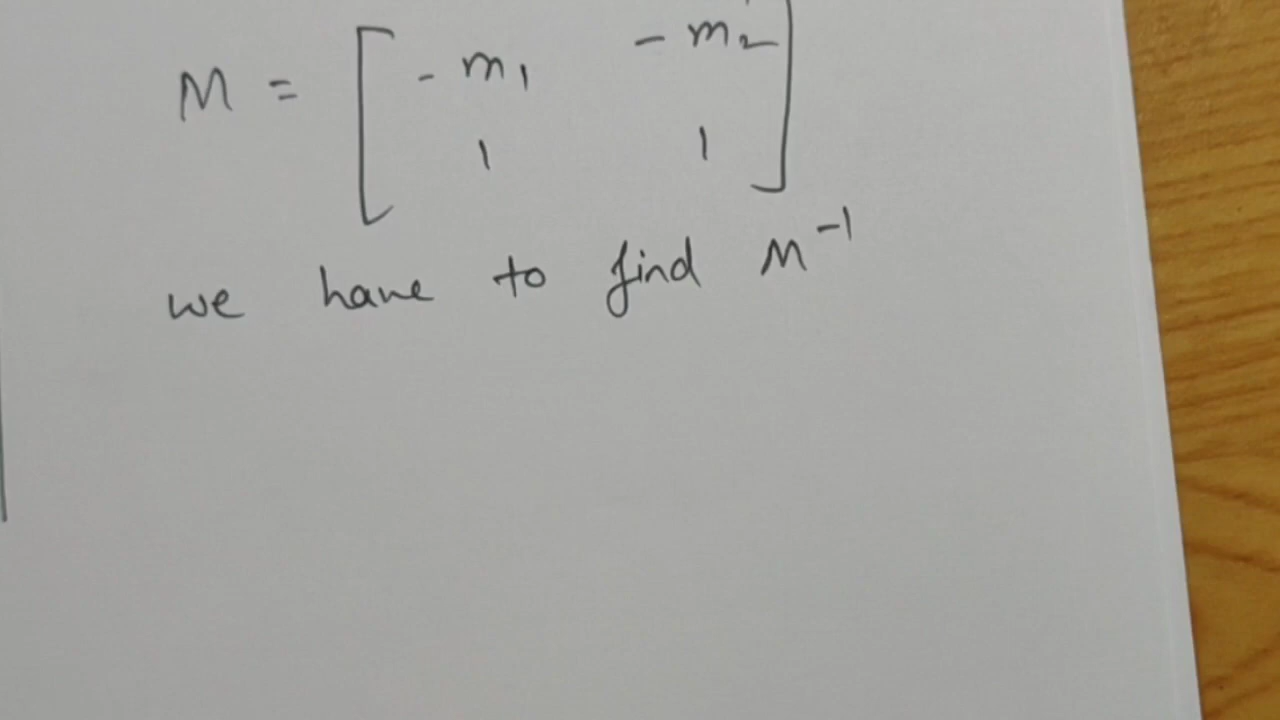 M = [ - m₁ - m₂
1 1 ]
we have to find M⁻¹